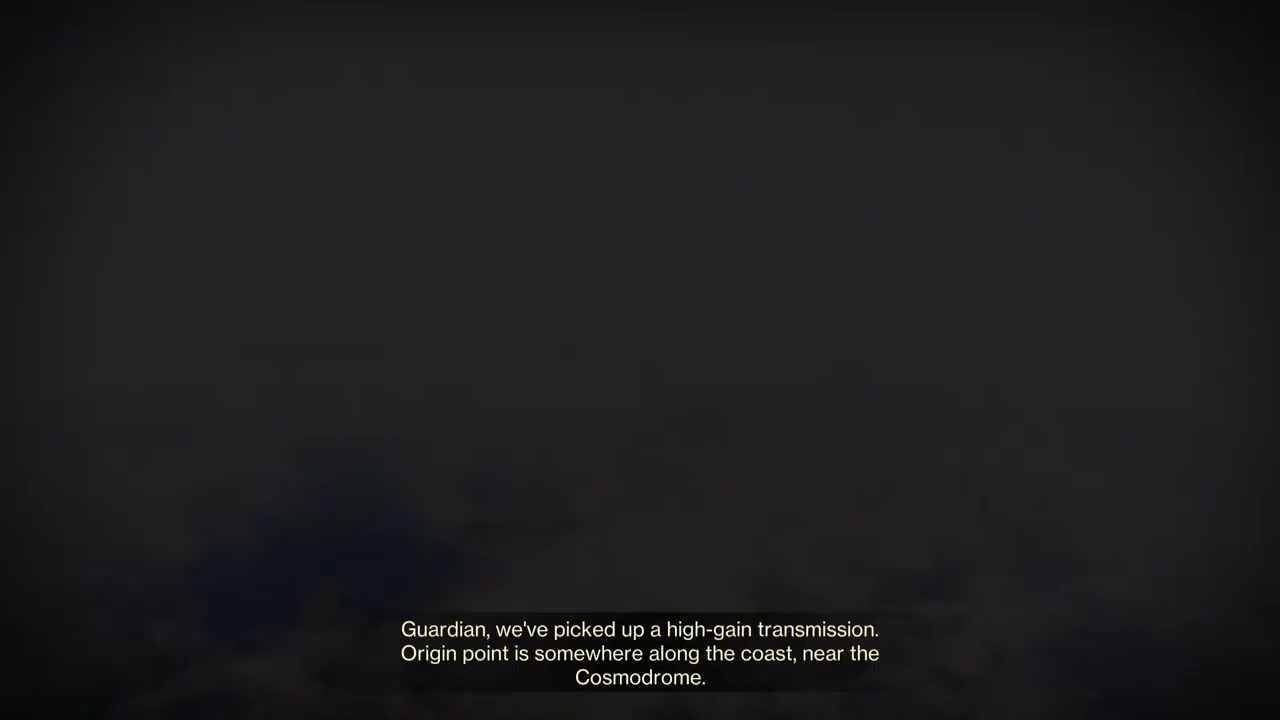 Guardian, we've picked up a high-gain transmission.
Origin point is somewhere along the coast, near the
Cosmodrome.